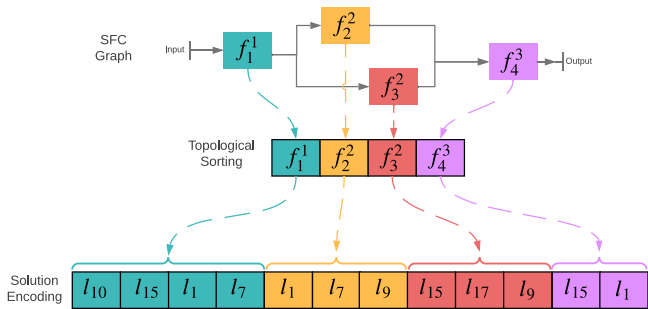 SFC
Graph
Input
f_1^1
f_2^2
f_3^2
f_4^3
Output
Topological
Sorting
f_1^1 f_2^2 f_3^2 f_4^3
Solution
Encoding
l_10 l_15 l_1 l_7 l_1 l_7 l_9 l_15 l_17 l_9 l_15 l_1